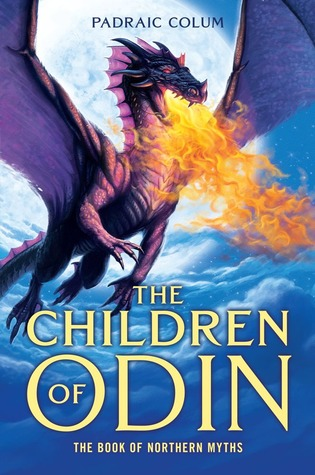 PADRAIC COLUM
THE
CHILDREN
OF ODIN
THE BOOK OF NORTHERN MYTHS